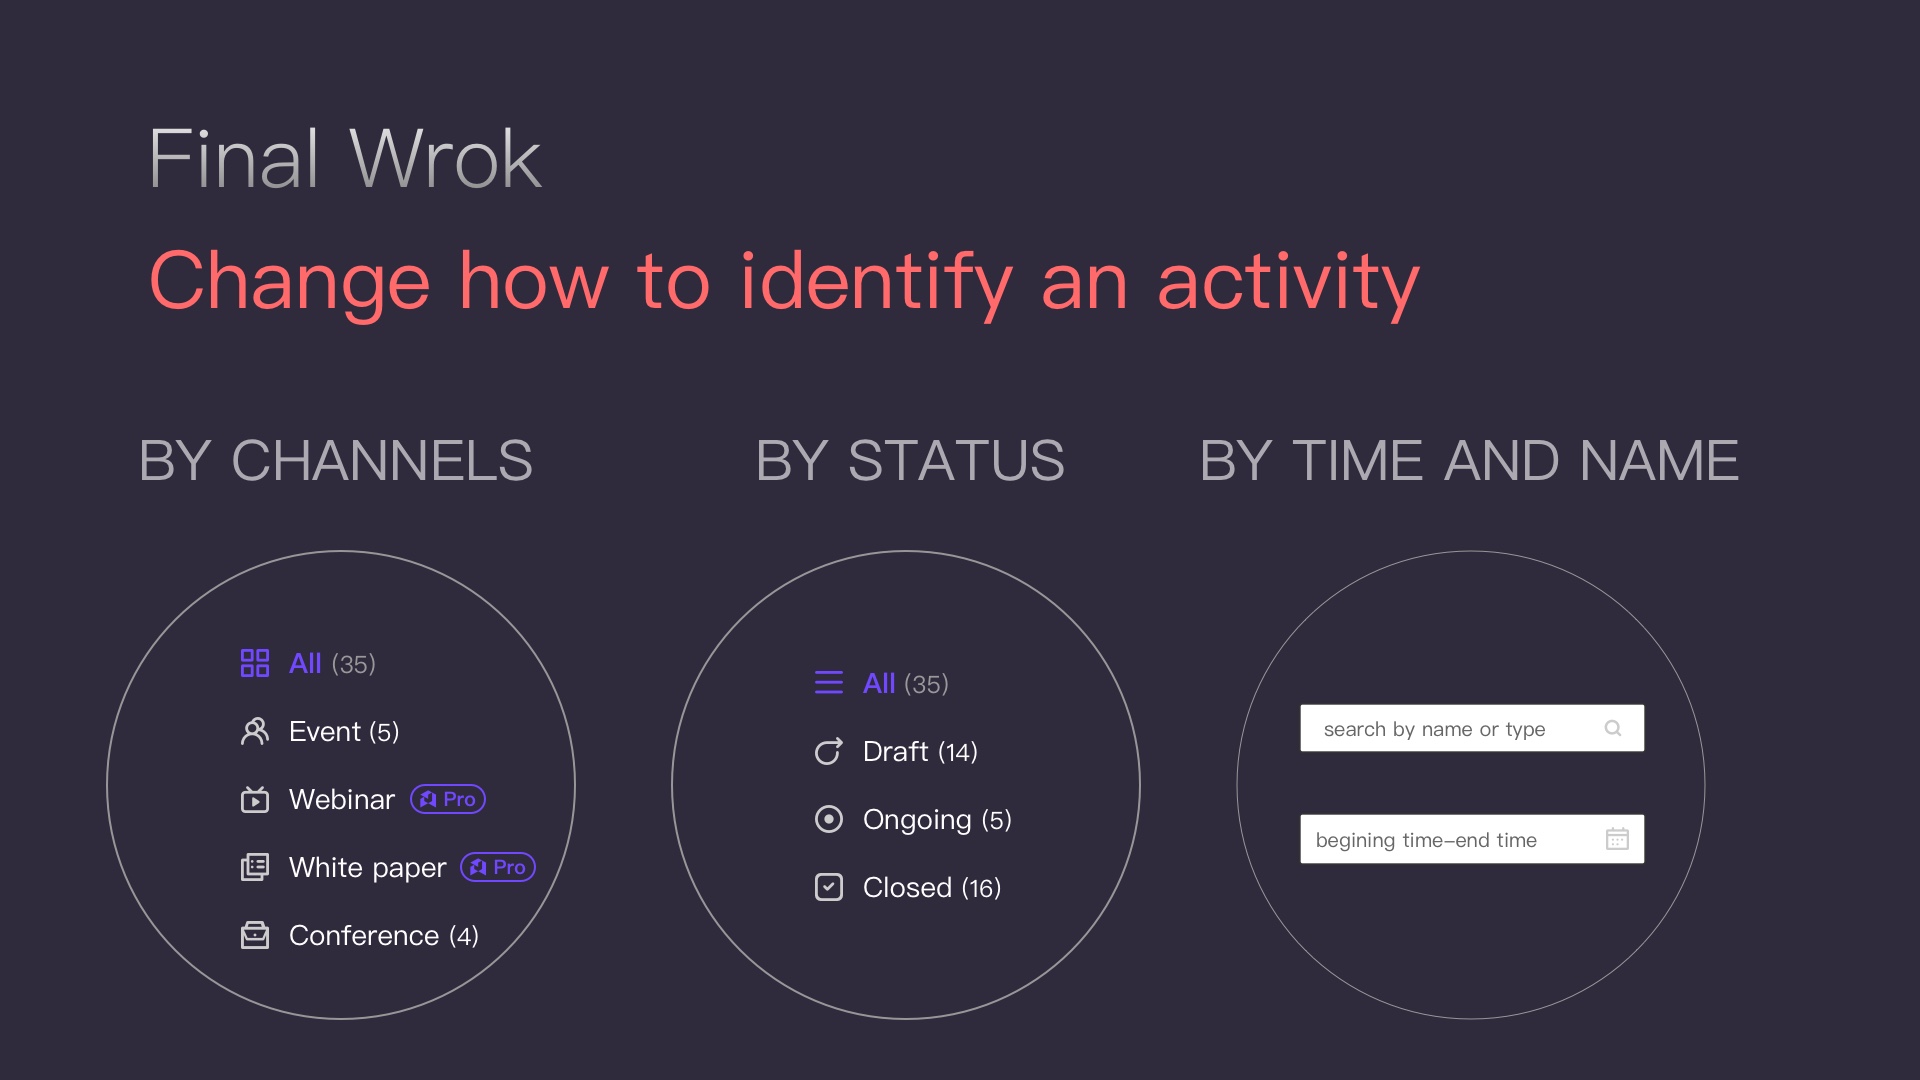 Final Wrok
Change how to identify an activity
BY CHANNELS
All (35)
Event (5)
Webinar Pro
White paper Pro
Conference (4)
BY STATUS
All (35)
Draft (14)
Ongoing (5)
Closed (16)
BY TIME AND NAME
search by name or type
begining time–end time